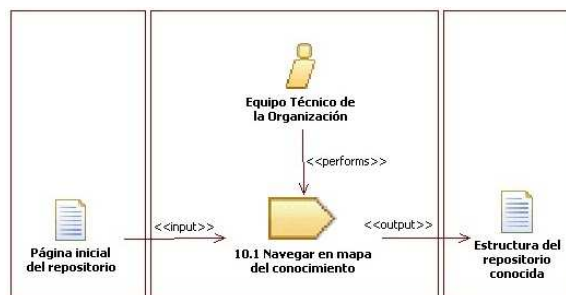 Equipo Técnico de
la Organización
<<performs>>
<<input>>
<<output>>
Página inicial
del repositorio
10.1 Navegar en mapa
del conocimiento
Estructura del
repositorio
conocida